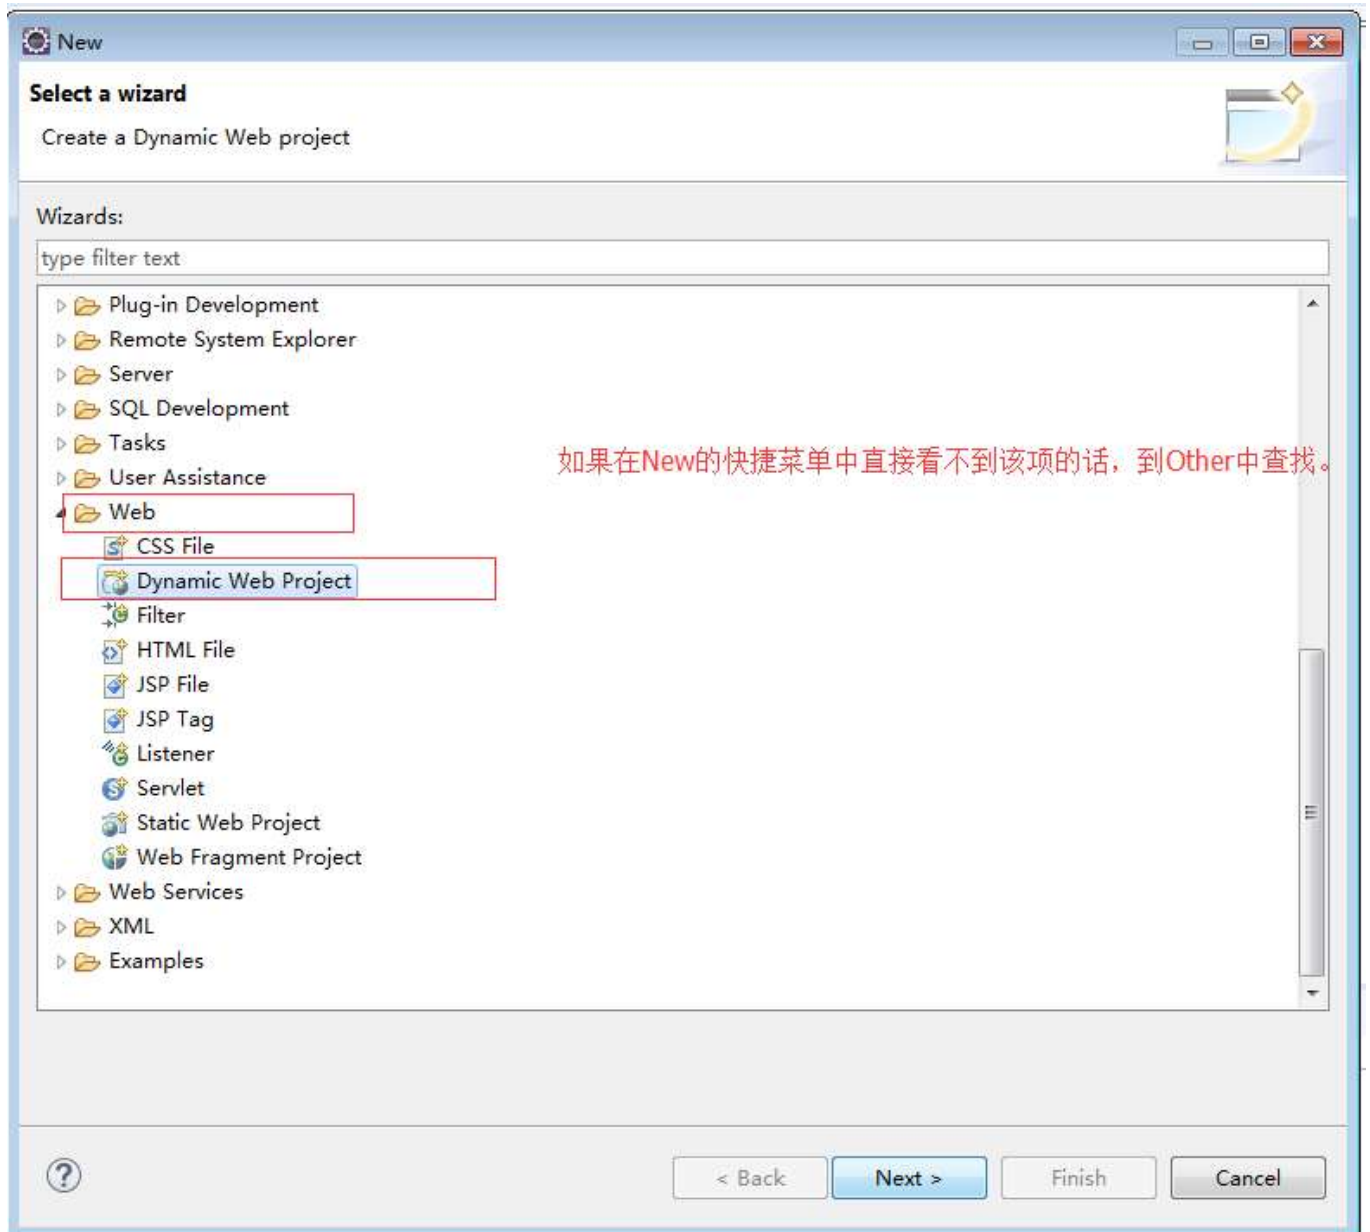 New
Select a wizard
Create a Dynamic Web project
Wizards:
type filter text
Plug-in Development
Remote System Explorer
Server
SQL Development
Tasks
如果在New的快捷菜单中直接看不到该项的话，到Other中查找。
User Assistance
Web
CSS File
Dynamic Web Project
Filter
HTML File
JSP File
JSP Tag
Listener
Servlet
Static Web Project
Web Fragment Project
Web Services
XML
Examples
? < Back Next > Finish Cancel